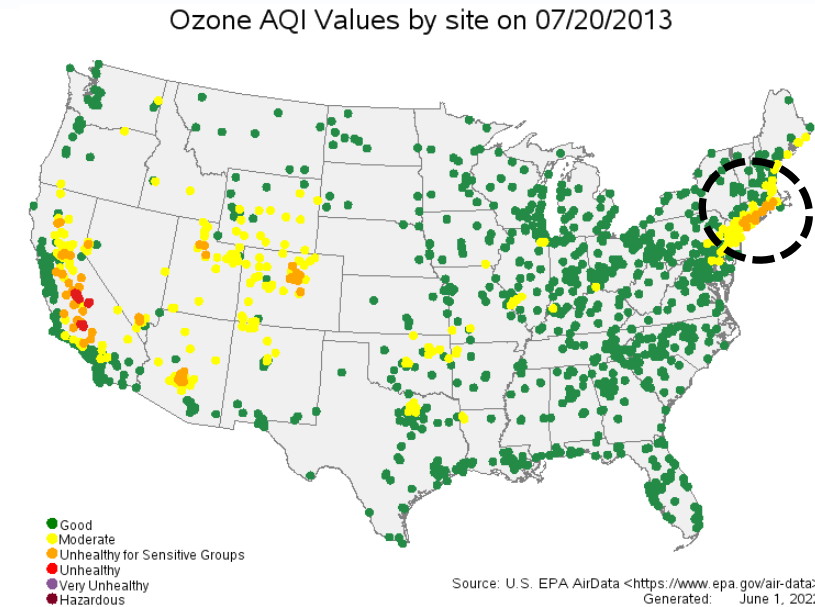 Ozone AQI Values by site on 07/20/2013
Good
Moderate
Unhealthy for Sensitive Groups
Unhealthy
Very Unhealthy
Hazardous
Source: U.S. EPA AirData <https://www.epa.gov/air-data>
Generated: June 1, 2022